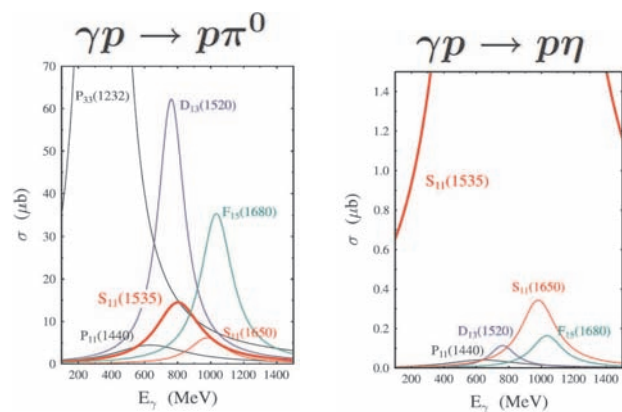 γp → pπ⁰
70
60
50
40
30
20
10
0
σ (μb)
P₃₃(1232)
D₁₃(1520)
F₁₅(1680)
S₁₁(1535)
P₁₁(1440)
S₁₁(1650)
200 400 600 800 1000 1200 1400
Eγ (MeV)
γp → pη
1.4
1.2
1.0
0.8
0.6
0.4
0.2
0.0
σ (μb)
S₁₁(1535)
S₁₁(1650)
D₁₃(1520)
F₁₅(1680)
P₁₁(1440)
200 400 600 800 1000 1200 1400
Eγ (MeV)